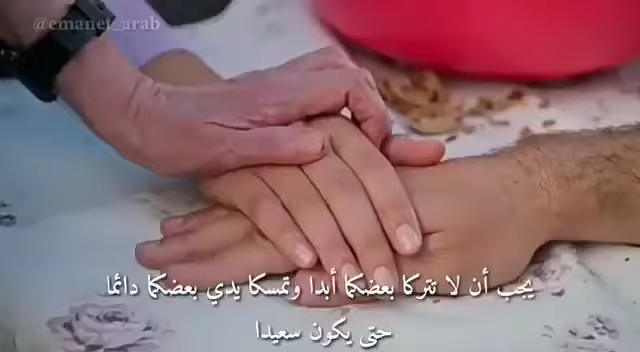 @emanet_arab
يجب أن لا تتركا بعضكما أبدا وتمسكا يدي بعضكما دائما
حتى يكون سعيدا